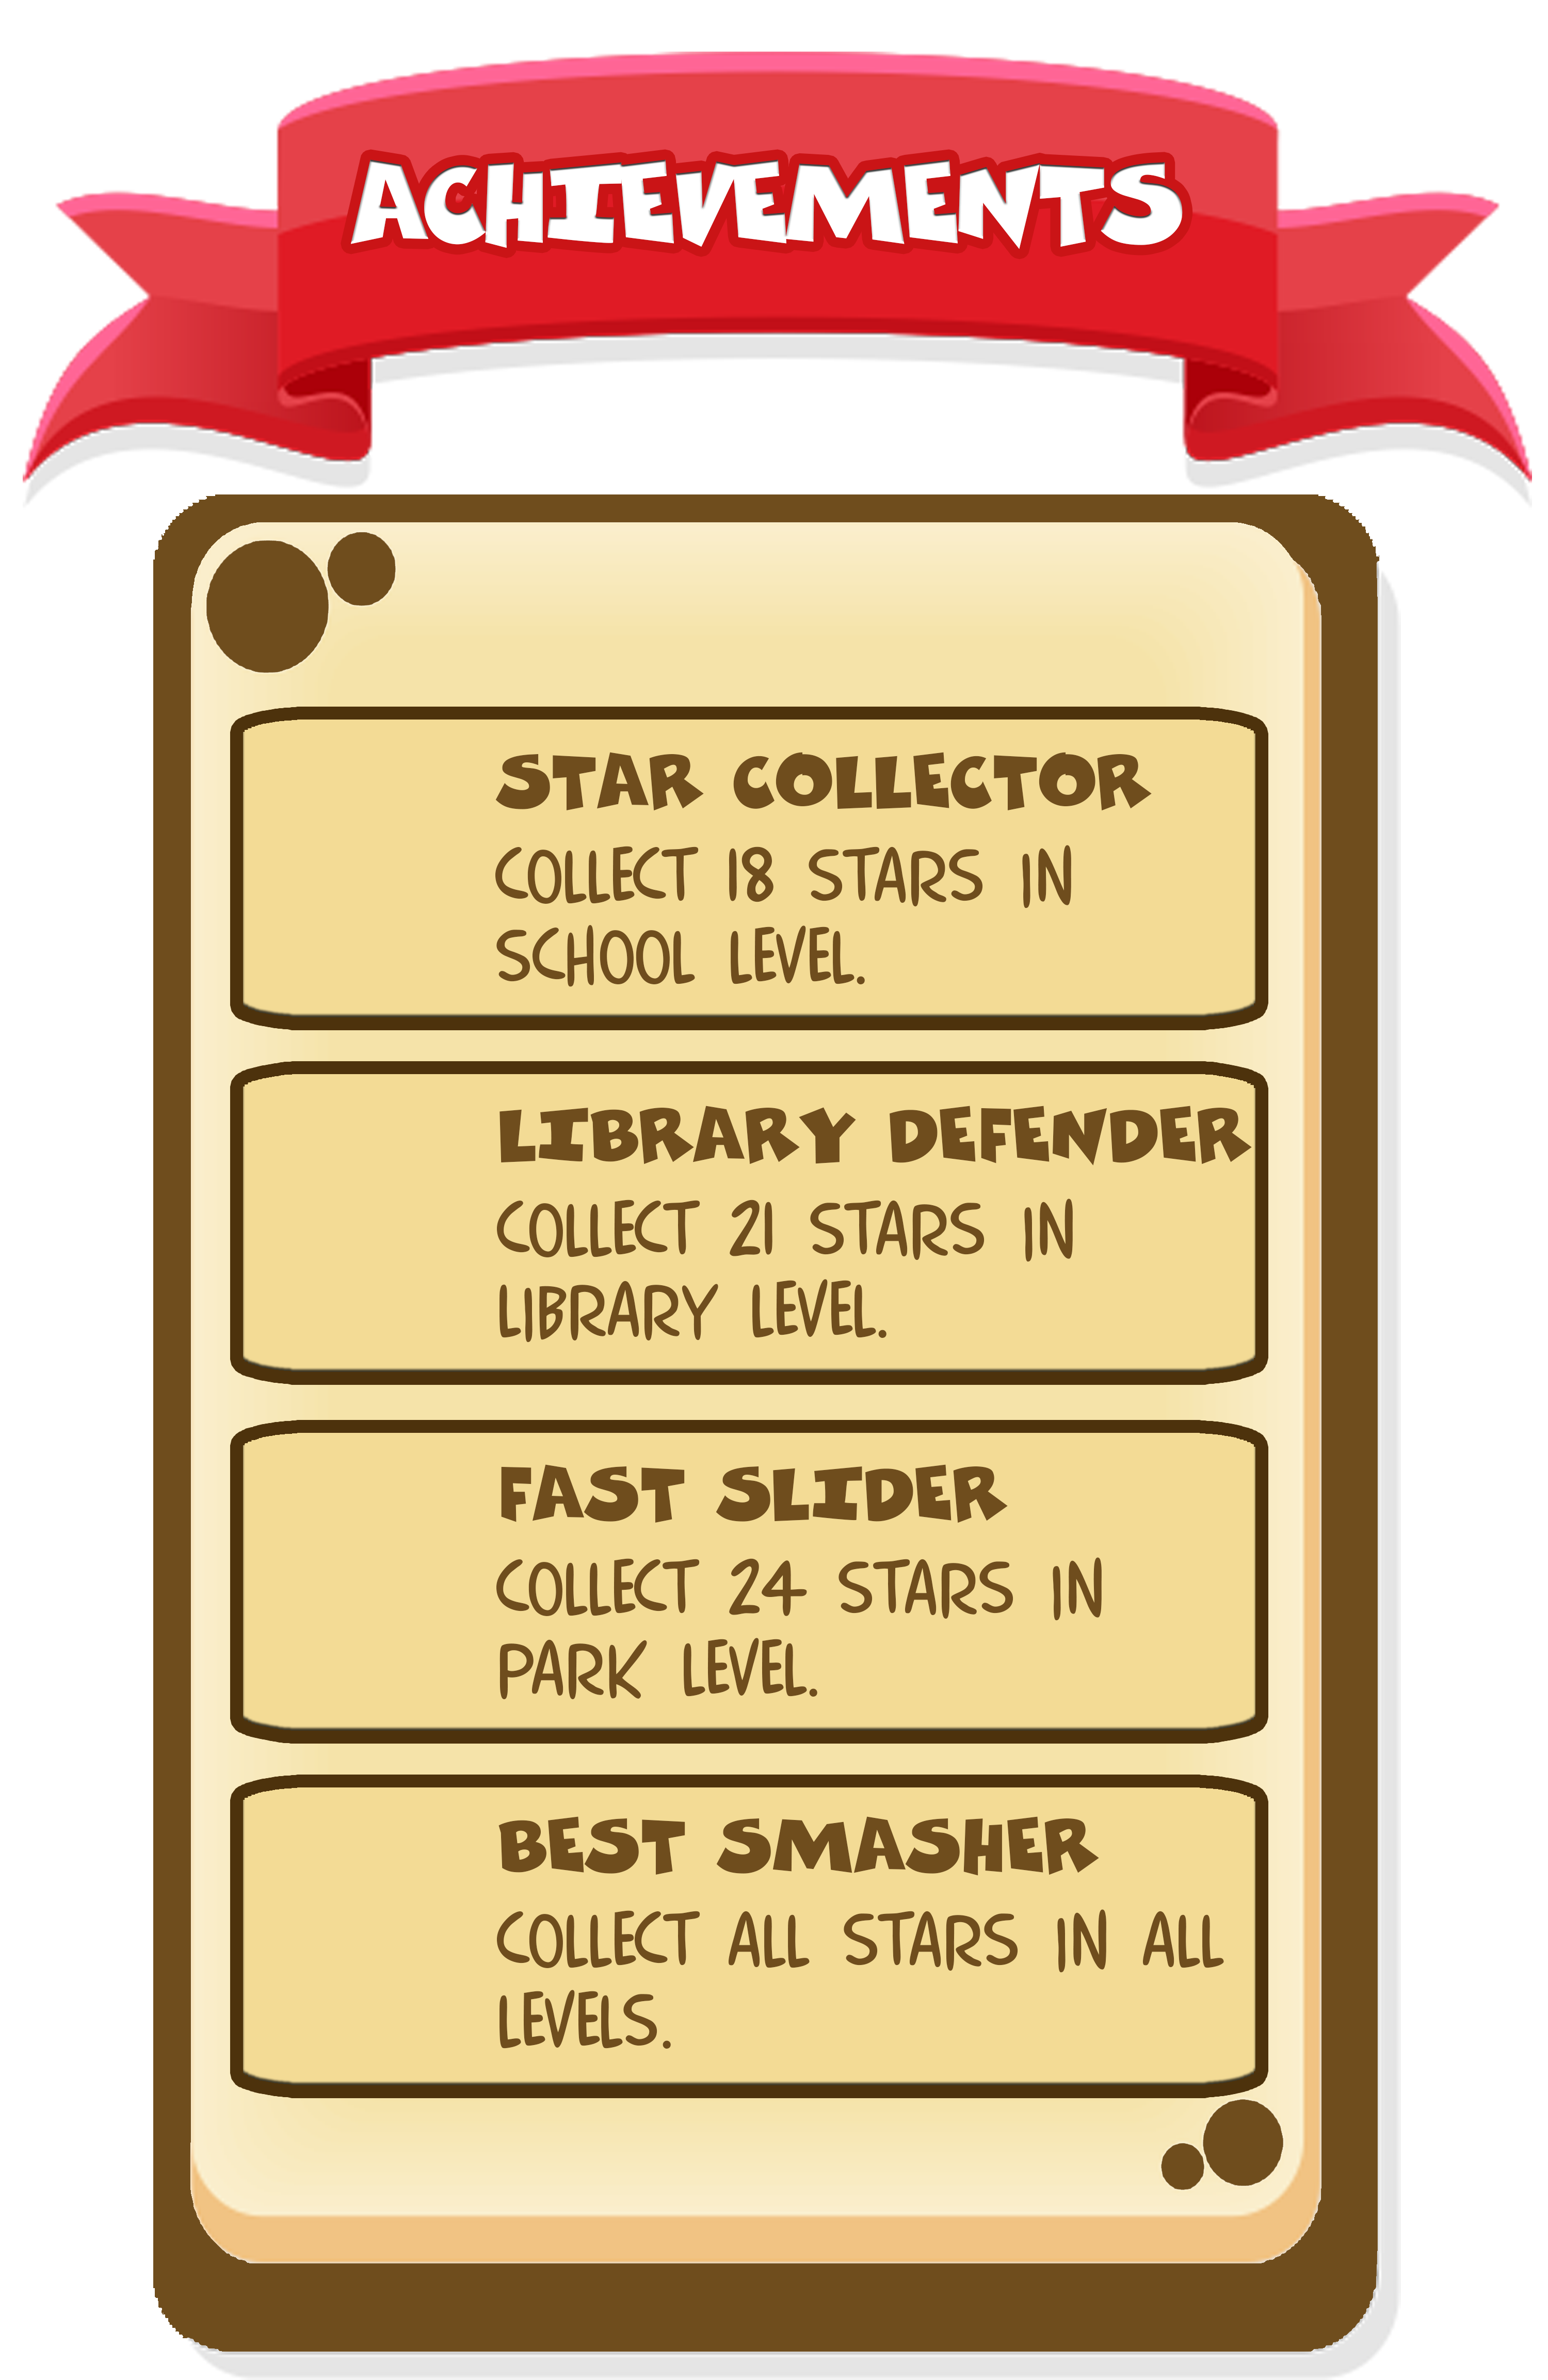 ACHIEVEMENTS
STAR COLLECTOR
COLLECT 18 STARS IN
SCHOOL LEVEL.
LIBRARY DEFENDER
COLLECT 21 STARS IN
LIBRARY LEVEL.
FAST SLIDER
COLLECT 24 STARS IN
PARK LEVEL.
BEST SMASHER
COLLECT ALL STARS IN ALL
LEVELS.